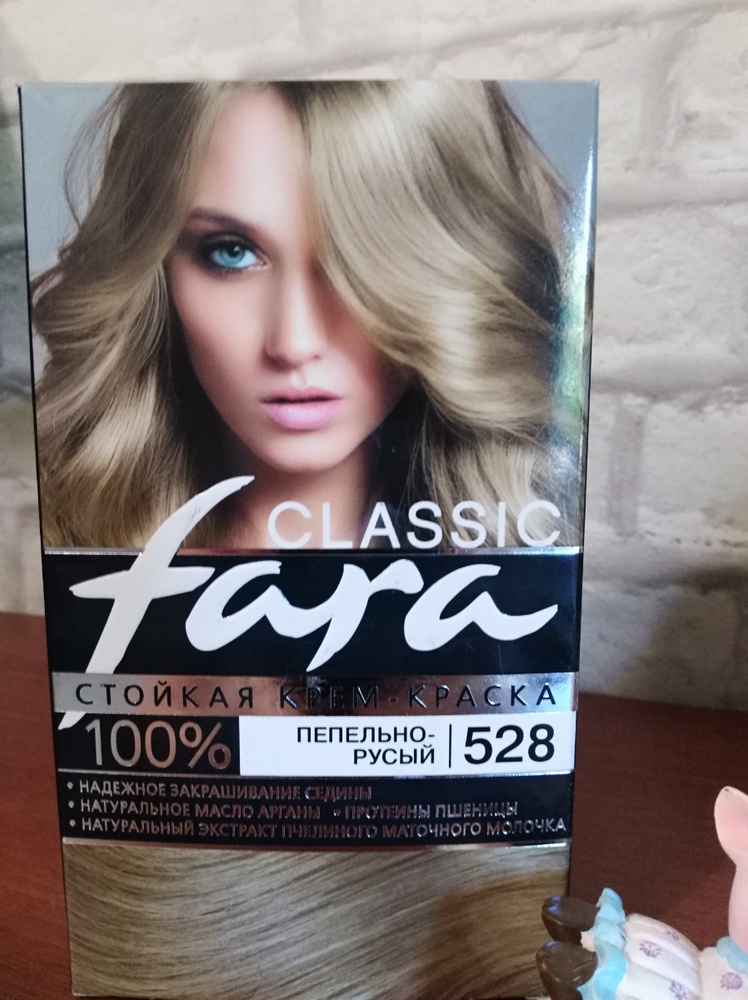 CLASSIC
fara
СТОЙКАЯ КРЕМ-КРАСКА
100%
ПЕПЕЛЬНО-
РУСЫЙ
528
• НАДЕЖНОЕ ЗАКРАШИВАНИЕ СЕДИНЫ
• НАТУРАЛЬНОЕ МАСЛО АРГАНЫ • ПРОТЕИНЫ ПШЕНИЦЫ
• НАТУРАЛЬНЫЙ ЭКСТРАКТ ПЧЕЛИНОГО МАТОЧНОГО МОЛОЧКА